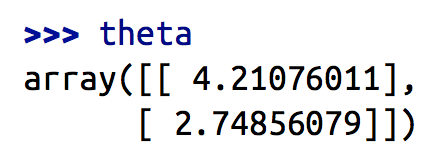 >>> theta
array([[ 4.21076011],
       [ 2.74856079]])